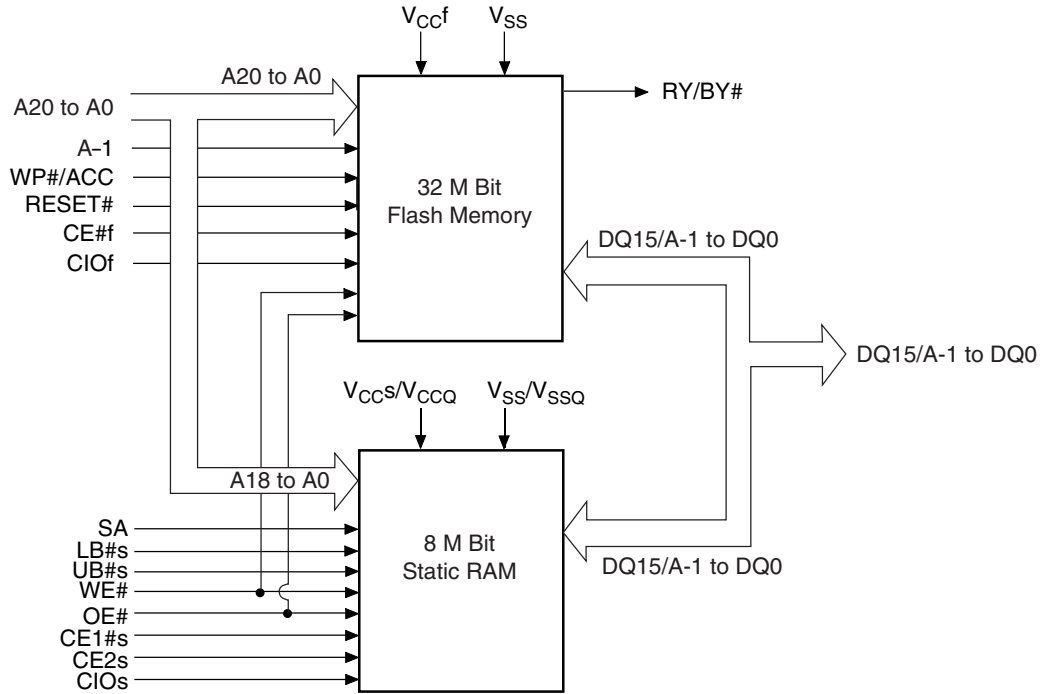 VCCf
VSS
A20 to A0
A20 to A0
RY/BY#
A–1
WP#/ACC
RESET#
CE#f
CIOf
32 M Bit
Flash Memory
DQ15/A-1 to DQ0
DQ15/A-1 to DQ0
VCCs/VCCQ
VSS/VSSQ
A18 to A0
SA
LB#s
UB#s
WE#
OE#
CE1#s
CE2s
CIOs
8 M Bit
Static RAM
DQ15/A-1 to DQ0